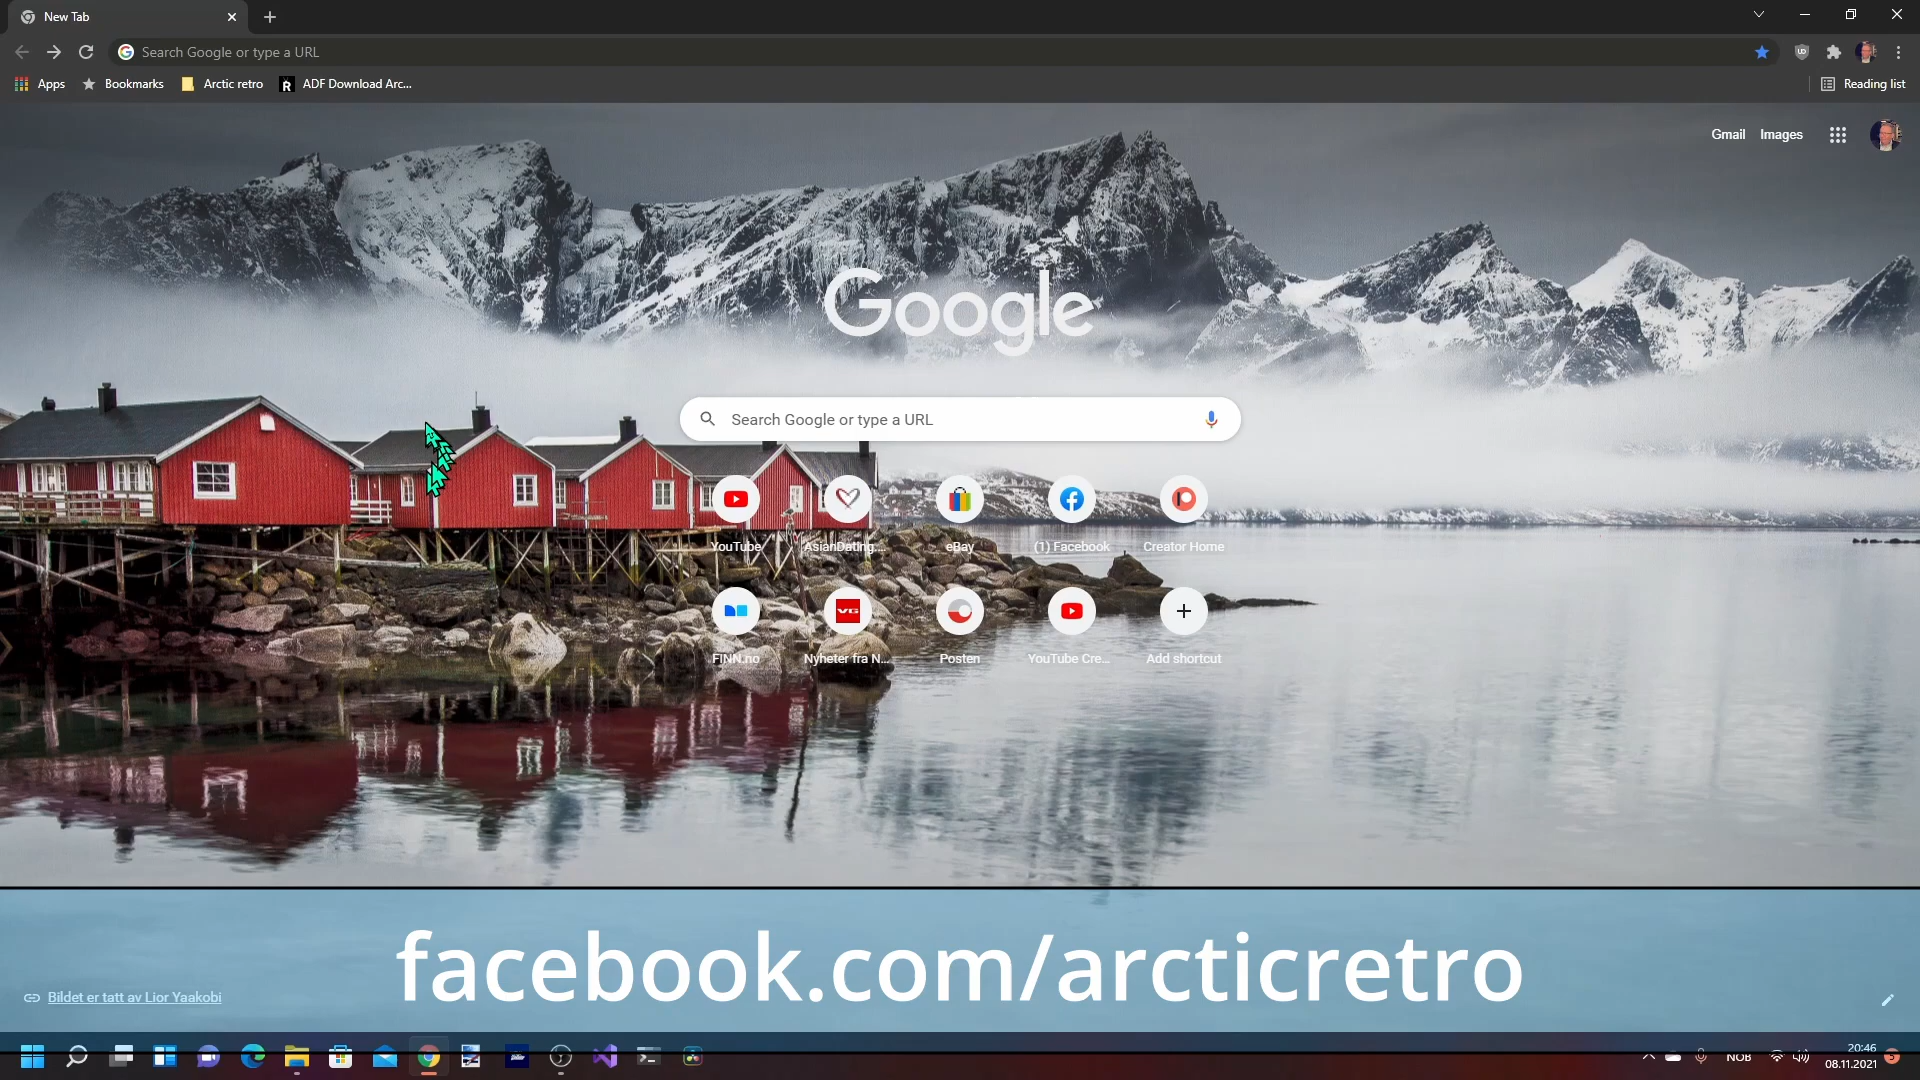 New Tab
Search Google or type a URL
Apps Bookmarks Arctic retro ADF Download Arc... Reading list
Gmail Images
Google
Search Google or type a URL
YouTube AsianDating.... eBay (1) Facebook Creator Home
FINN.no Nyheter fra N... Posten YouTube Cre... Add shortcut
facebook.com/arcticretro
Bildet er tatt av Lior Yaakobi
NOB 20:46
08.11.2021